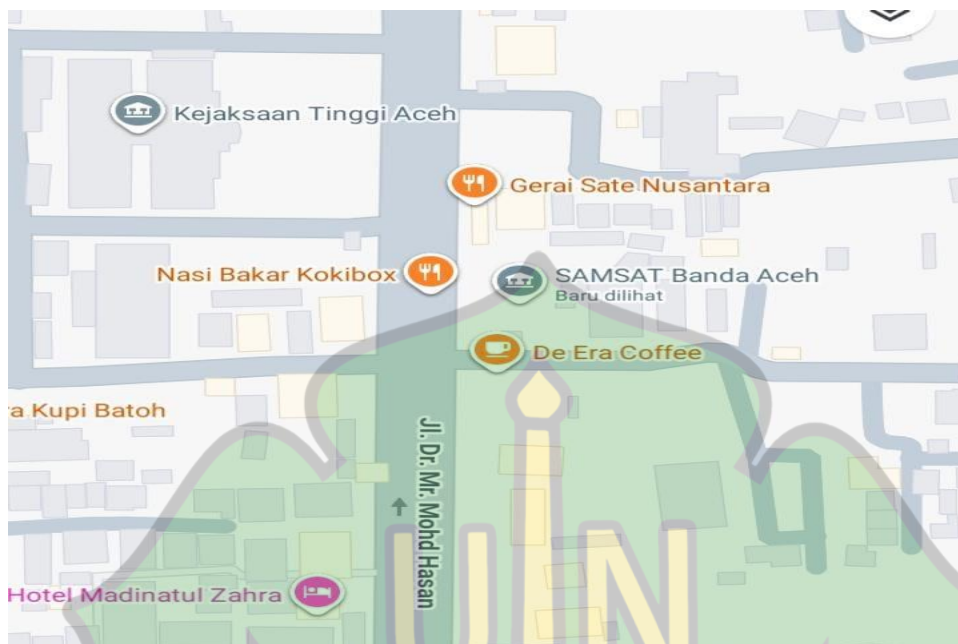 Kejaksaan Tinggi Aceh
Gerai Sate Nusantara
Nasi Bakar Kokibox
SAMSAT Banda Aceh
Baru dilihat
De Era Coffee
a Kupi Batoh
Jl. Dr. Mr. Mohd Hasan
Hotel Madinatul Zahra
UIN